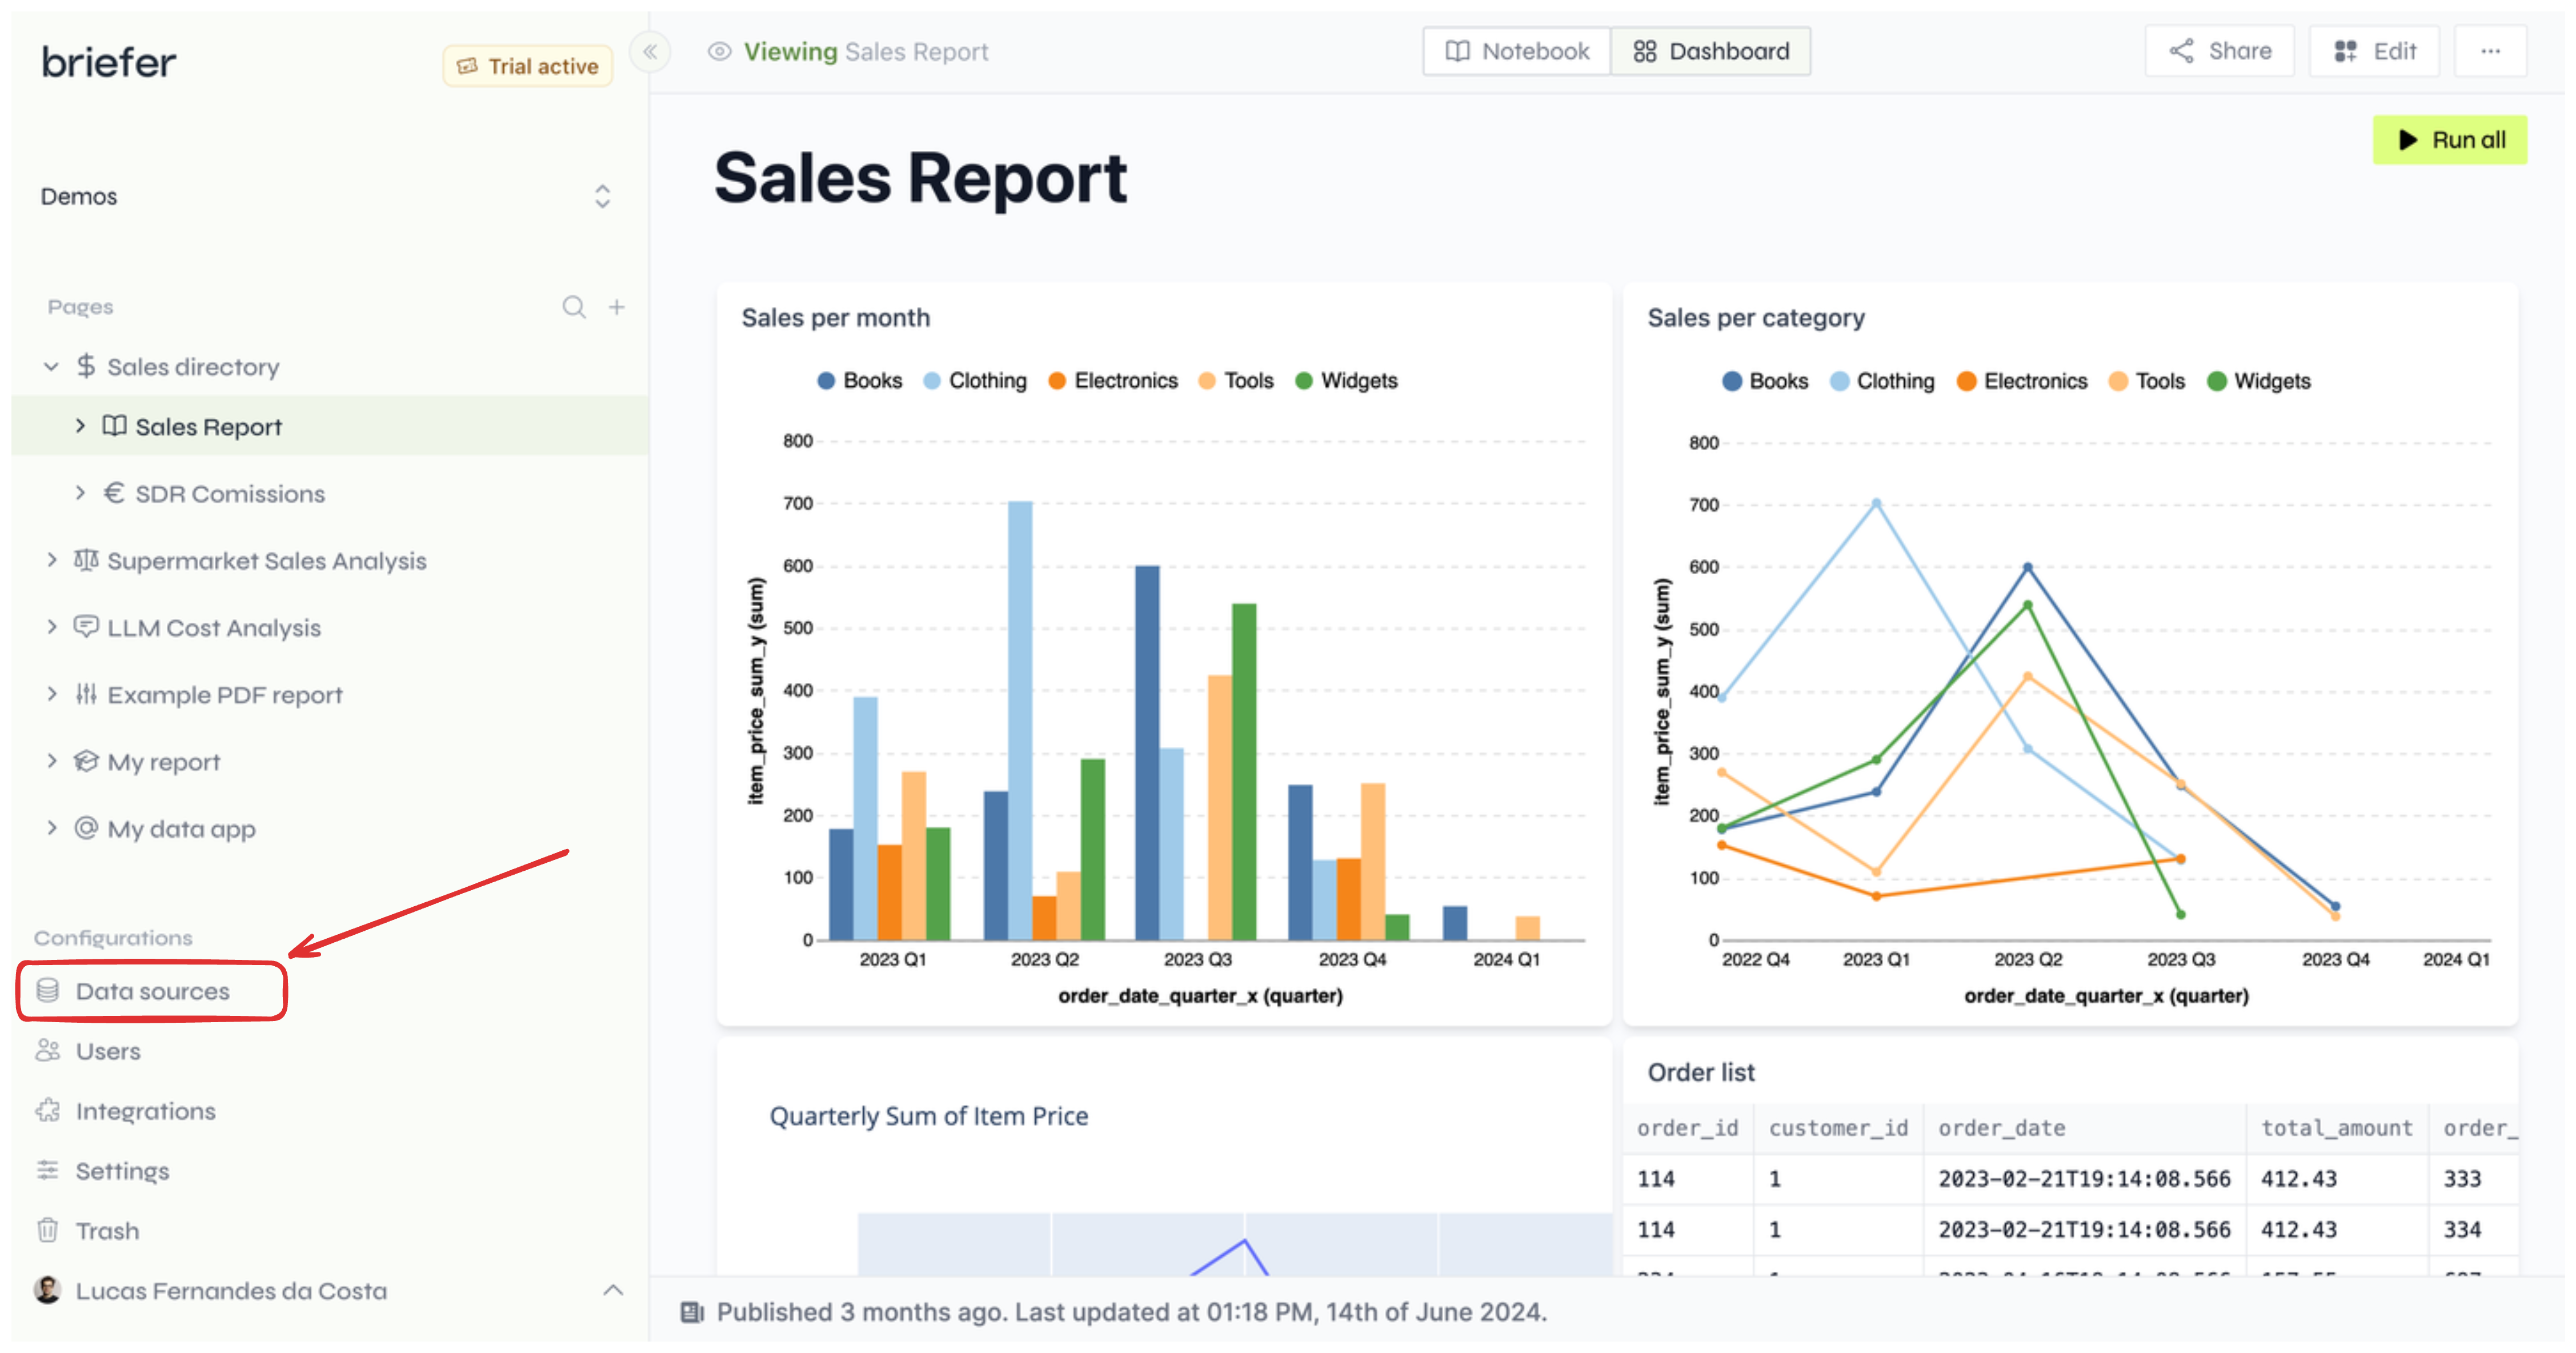 briefer
Trial active
Demos
Pages
Sales directory
Sales Report
SDR Comissions
Supermarket Sales Analysis
LLM Cost Analysis
Example PDF report
My report
My data app
Configurations
Data sources
Users
Integrations
Settings
Trash
Lucas Fernandes da Costa
Viewing Sales Report
Notebook
Dashboard
Share
Edit
...
Run all
Sales Report
Sales per month
Books Clothing Electronics Tools Widgets
800
700
600
500
400
300
200
100
0
item_price_sum_y (sum)
2023 Q1 2023 Q2 2023 Q3 2023 Q4 2024 Q1
order_date_quarter_x (quarter)
Sales per category
Books Clothing Electronics Tools Widgets
800
700
600
500
400
300
200
100
0
item_price_sum_y (sum)
2022 Q4 2023 Q1 2023 Q2 2023 Q3 2023 Q4 2024 Q1
order_date_quarter_x (quarter)
Quarterly Sum of Item Price
Order list
order_id customer_id order_date total_amount order_
114 1 2023-02-21T19:14:08.566 412.43 333
114 1 2023-02-21T19:14:08.566 412.43 334
Published 3 months ago. Last updated at 01:18 PM, 14th of June 2024.